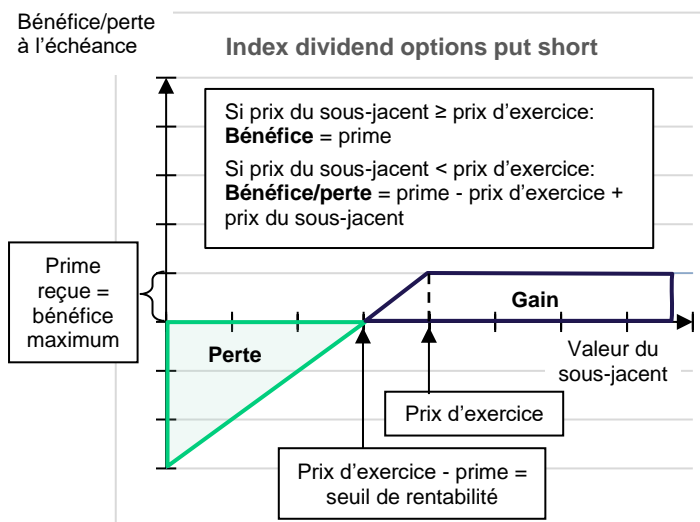 Bénéfice/perte
à l'échéance
Index dividend options put short
Si prix du sous-jacent ≥ prix d'exercice:
Bénéfice = prime
Si prix du sous-jacent < prix d'exercice:
Bénéfice/perte = prime - prix d'exercice +
prix du sous-jacent
Prime
reçue =
bénéfice
maximum
Gain
Perte
Valeur du
sous-jacent
Prix d'exercice
Prix d'exercice - prime =
seuil de rentabilité